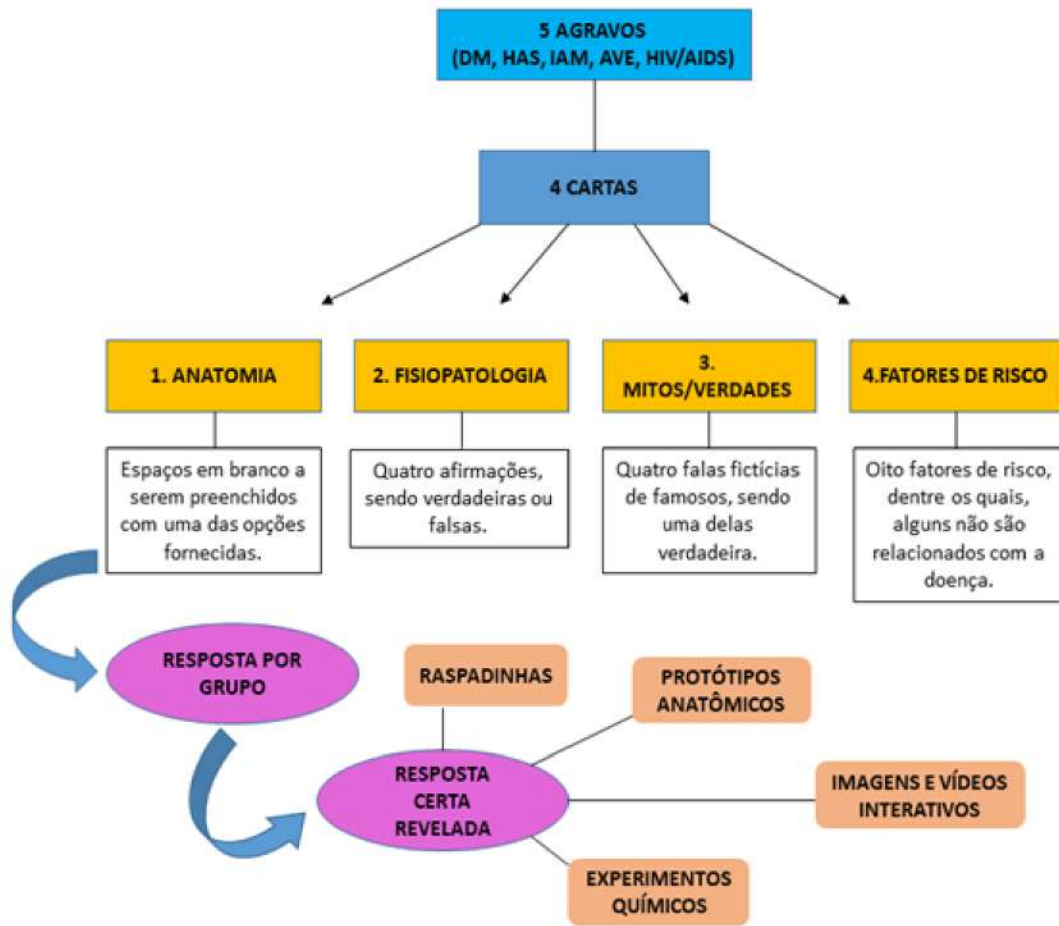 5 AGRAVOS
(DM, HAS, IAM, AVE, HIV/AIDS)
4 CARTAS
1. ANATOMIA
Espaços em branco a
serem preenchidos
com uma das opções
fornecidas.
2. FISIOPATOLOGIA
Quatro afirmações,
sendo verdadeiras ou
falsas.
3.
MITOS/VERDADES
Quatro falas fictícias
de famosos, sendo
uma delas
verdadeira.
4.FATORES DE RISCO
Oito fatores de risco,
dentre os quais,
alguns não são
relacionados com a
doença.
RESPOSTA POR
GRUPO
RESPOSTA
CERTA
REVELADA
RASPADINHAS
PROTÓTIPOS
ANATÔMICOS
IMAGENS E VÍDEOS
INTERATIVOS
EXPERIMENTOS
QUÍMICOS